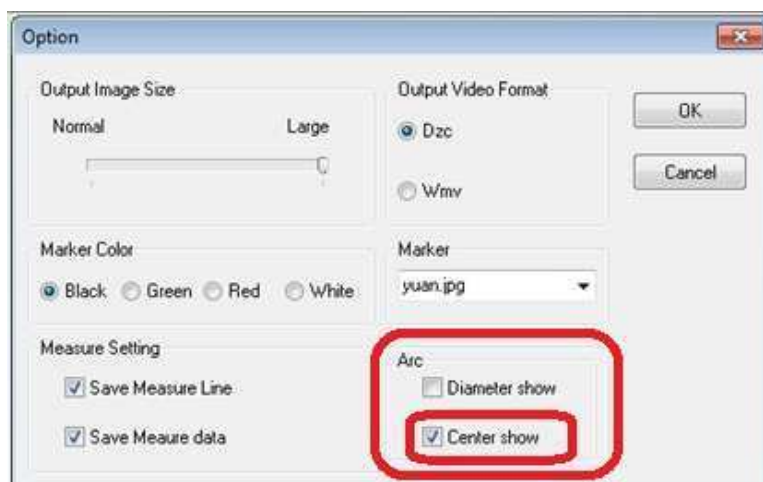 Option
Output Image Size
Normal Large
Output Video Format
Dzc
Wmv
OK
Cancel
Marker Color
Black Green Red White
Marker
yuan.jpg
Measure Setting
Save Measure Line
Save Meaure data
Arc
Diameter show
Center show